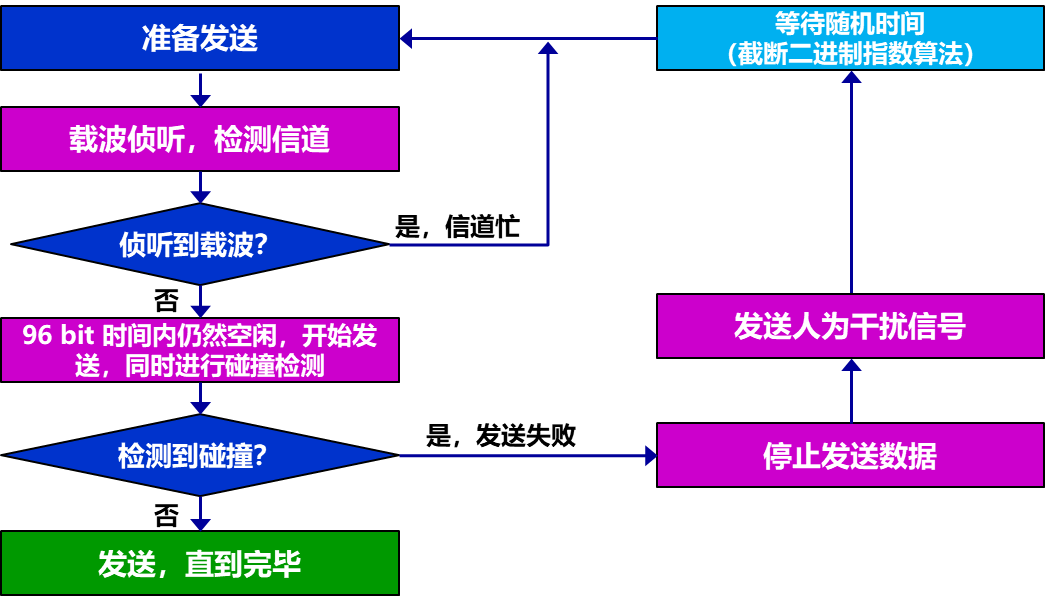 准备发送
等待随机时间
（截断二进制指数算法）
载波侦听，检测信道
是，信道忙
侦听到载波？
否
96 bit 时间内仍然空闲，开始发
送，同时进行碰撞检测
发送人为干扰信号
是，发送失败
检测到碰撞？
停止发送数据
否
发送，直到完毕